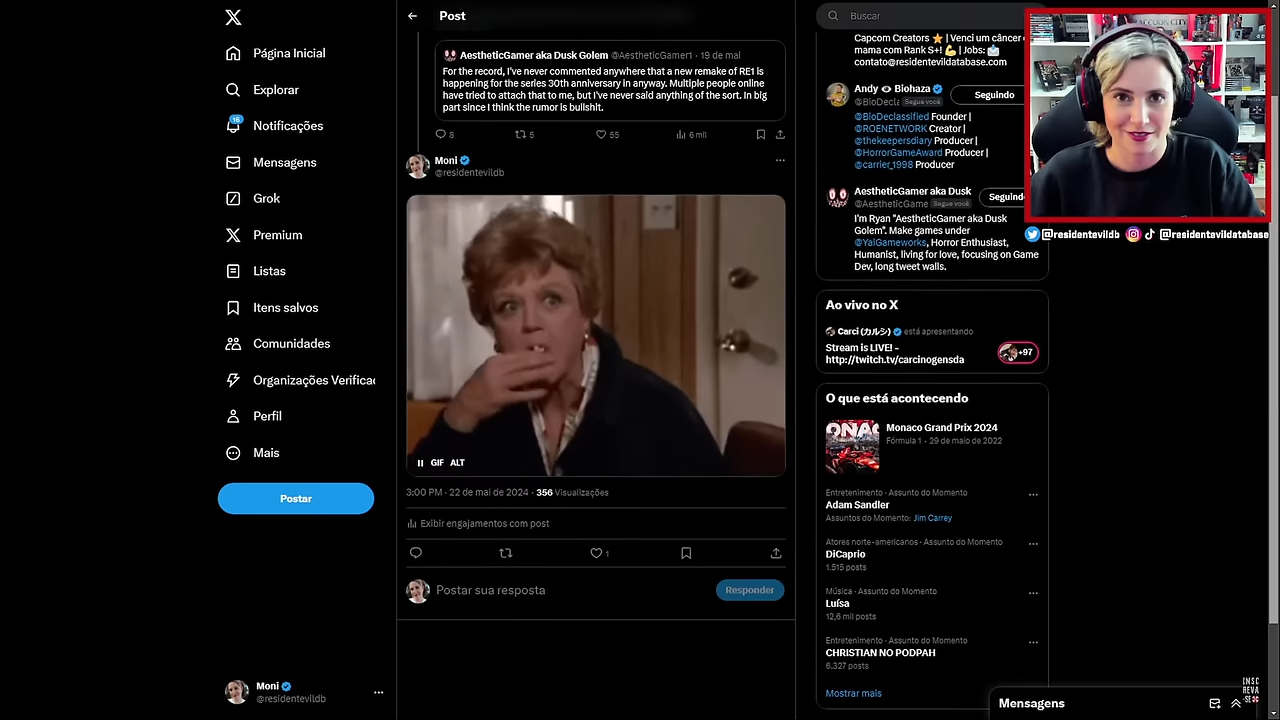 Página Inicial
Explorar
16
Notificações
Mensagens
Grok
Premium
Listas
Itens salvos
Comunidades
Organizações Verificac
Perfil
Mais
Postar
Moni
@residentevildb
Post
AestheticGamer aka Dusk Golem @AestheticGamer1 · 19 de mai
For the record, I've never commented anywhere that a new remake of RE1 is
happening for the series 30th anniversary in anyway. Multiple people online
have tried to attach that to me, but I've never said anything of the sort. In big
part since I think the rumor is bullshit.
8
5
55
6 mil
Moni
@residentevildb
GIF ALT
3:00 PM · 22 de mai de 2024 · 356 Visualizações
Exibir engajamentos com post
1
Postar sua resposta
Responder
Buscar
Capcom Creators | Venci um câncer
mama com Rank S+! | Jobs:
contato@residentevildatabase.com
Andy Biohaza
@BioDecla Segue você
Seguindo
@BioDeclassified Founder |
@ROENETWORK Creator |
@thekeepersdiary Producer |
@HorrorGameAward Producer |
@carrier_1998 Producer
AestheticGamer aka Dusk
@AestheticGame Segue você
Seguindo
I'm Ryan "AestheticGamer aka Dusk
Golem". Make games under
@YaiGameworks, Horror Enthusiast,
Humanist, living for love, focusing on Game
Dev, long tweet walls.
Ao vivo no X
Carci (カルシ) está apresentando
Stream is LIVE! –
http://twitch.tv/carcinogensda
+97
O que está acontecendo
Monaco Grand Prix 2024
Fórmula 1 · 29 de maio de 2022
Entretenimento · Assunto do Momento
Adam Sandler
Assuntos do Momento: Jim Carrey
Atores norte-americanos · Assunto do Momento
DiCaprio
1.515 posts
Música · Assunto do Momento
Luísa
12,6 mil posts
Entretenimento · Assunto do Momento
CHRISTIAN NO PODPAH
6.327 posts
Mostrar mais
Mensagens
@residentevildb
@residentevildatabase
INSC
REVA
-SE